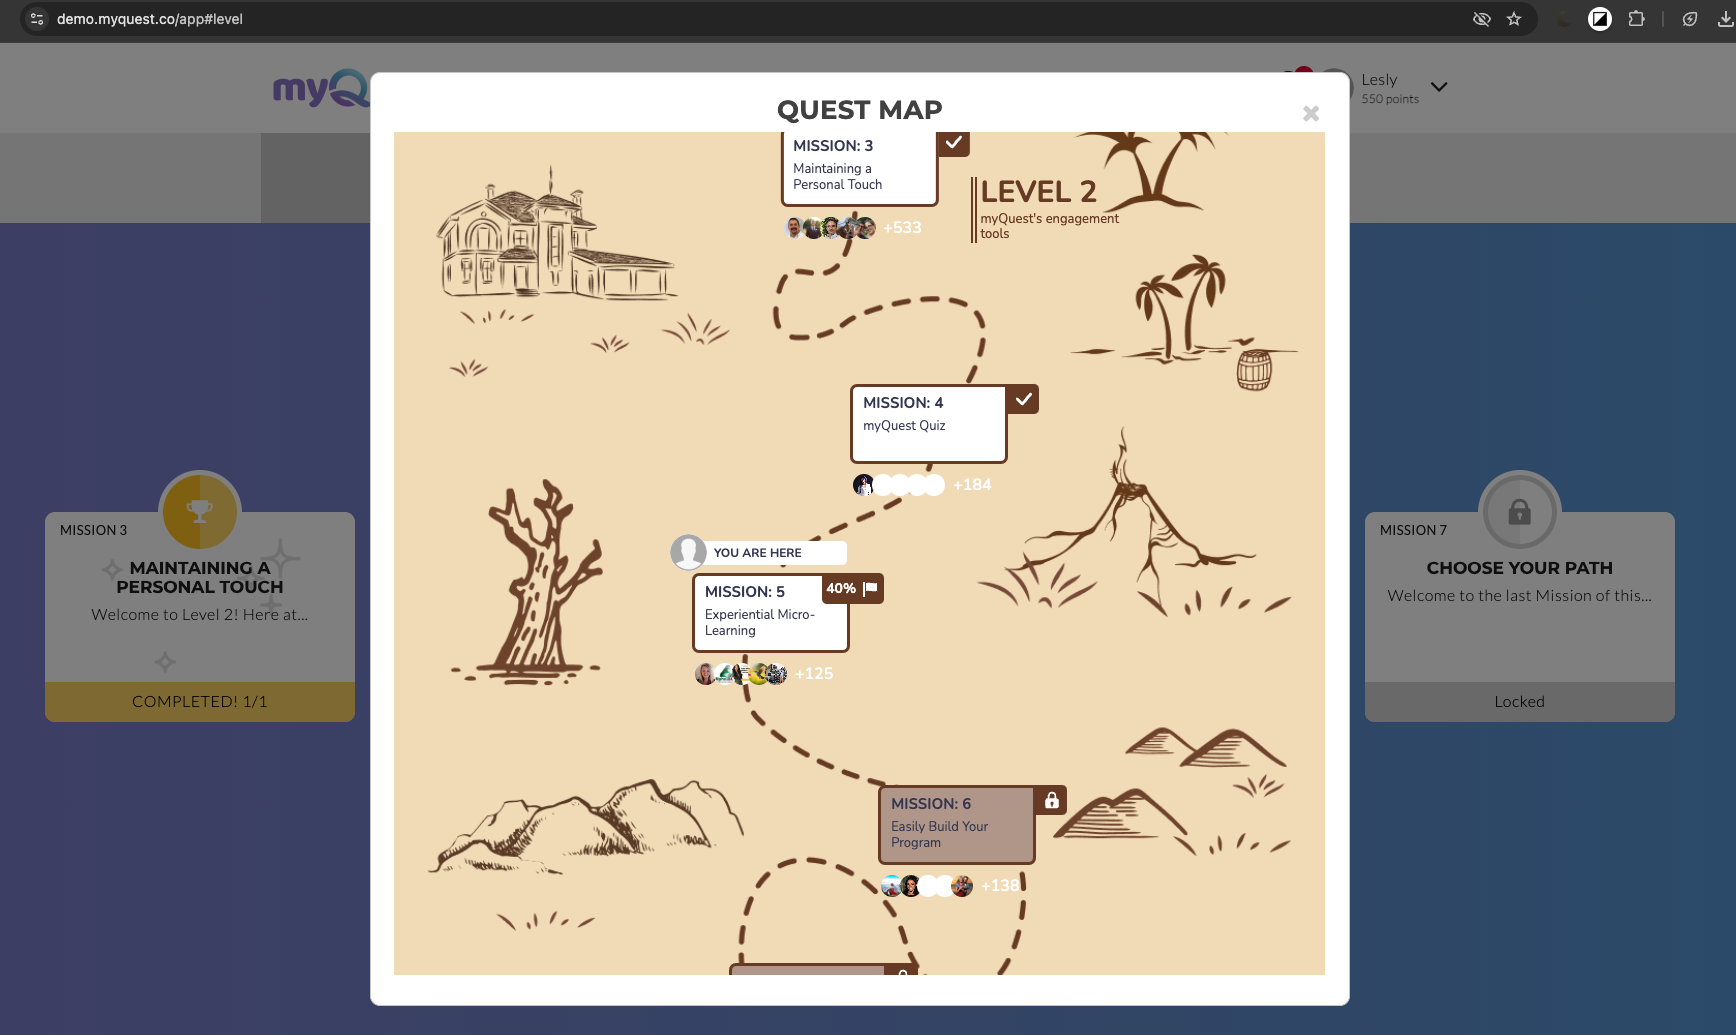 demo.myquest.co/app#level
myQ
Lesly
550 points
QUEST MAP
MISSION: 3
Maintaining a
Personal Touch
+533
LEVEL 2
myQuest's engagement
tools
MISSION: 4
myQuest Quiz
+184
YOU ARE HERE
MISSION: 5
40%
Experiential Micro-
Learning
+125
MISSION: 6
Easily Build Your
Program
+138
MISSION 3
MAINTAINING A
PERSONAL TOUCH
Welcome to Level 2! Here at...
COMPLETED! 1/1
MISSION 7
CHOOSE YOUR PATH
Welcome to the last Mission of this...
Locked